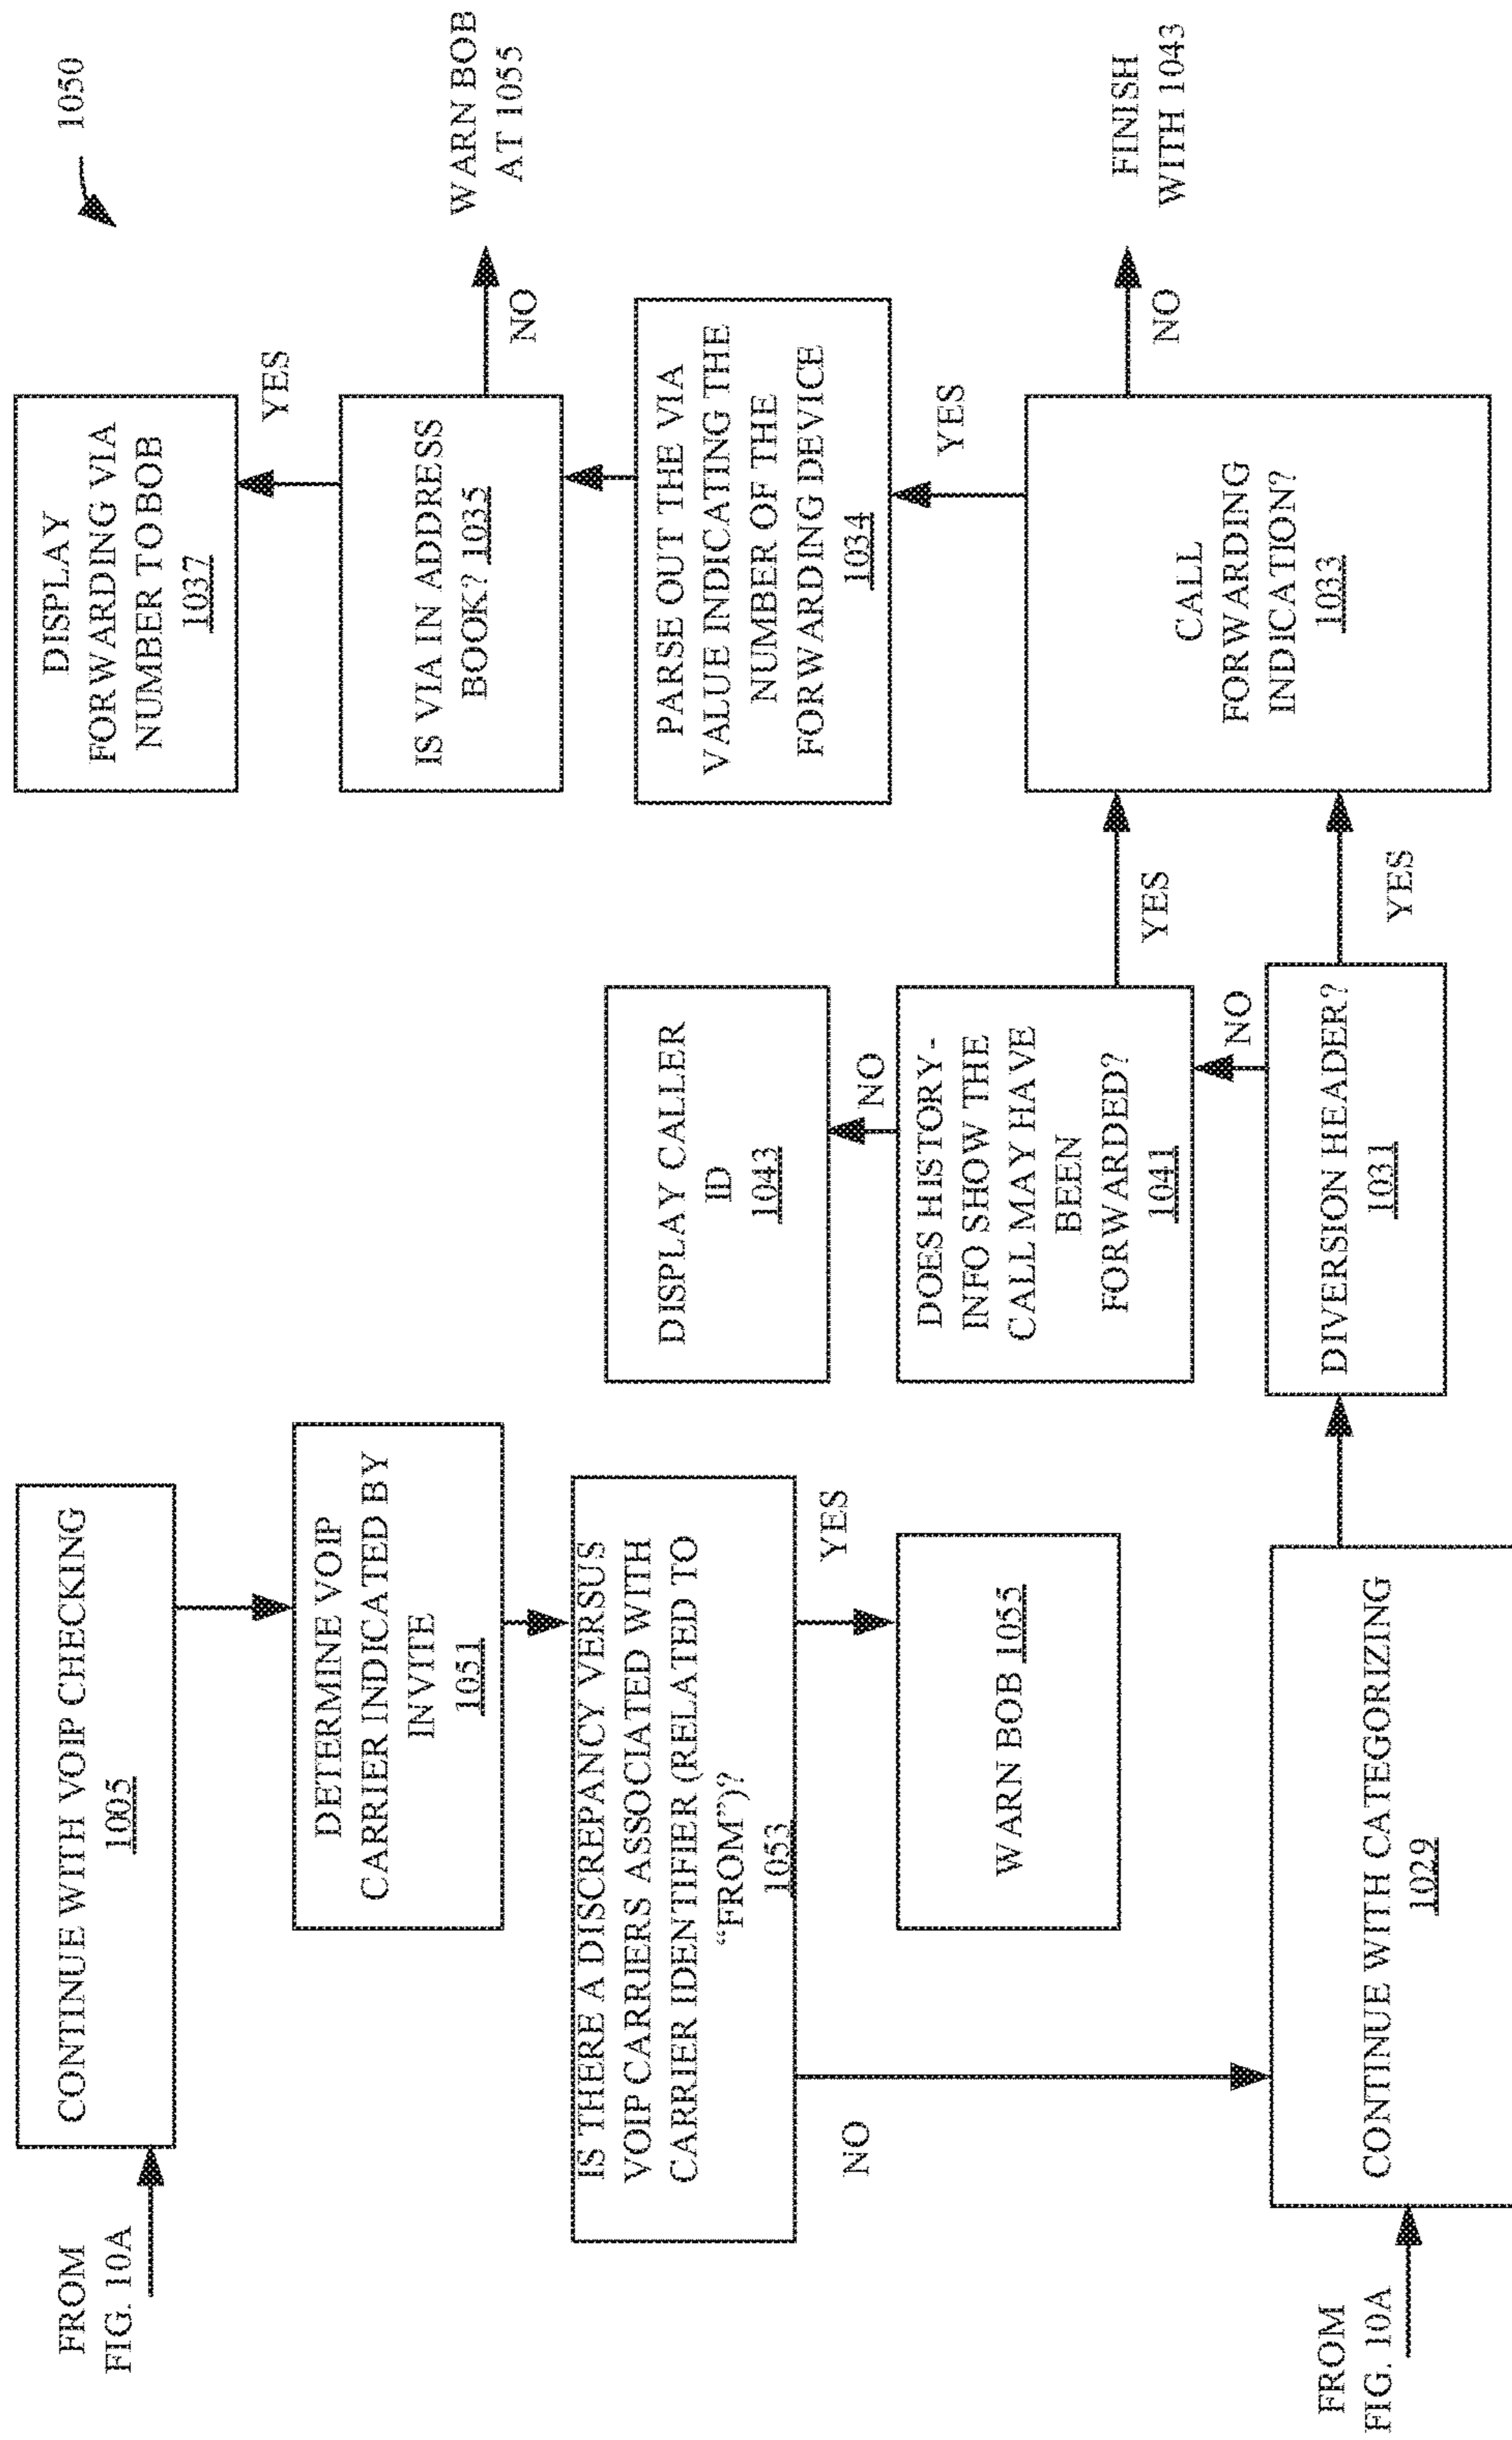 1050
FROM
FIG. 10A
CONTINUE WITH VOIP CHECKING
1005
DETERMINE VOIP
CARRIER INDICATED BY
INVITE
1051
IS THERE A DISCREPANCY VERSUS
VOIP CARRIERS ASSOCIATED WITH
CARRIER IDENTIFIER (RELATED TO
“FROM”)?
1053
YES
NO
WARN BOB 1055
FROM
FIG. 10A
CONTINUE WITH CATEGORIZING
1029
DIVERSION HEADER?
1031
NO
YES
DOES HISTORY-
INFO SHOW THE
CALL MAY HAVE
BEEN
FORWARDED?
1041
NO
YES
DISPLAY CALLER
ID
1043
CALL
FORWARDING
INDICATION?
1033
NO
FINISH
WITH 1043
YES
PARSE OUT THE VIA
VALUE INDICATING THE
NUMBER OF THE
FORWARDING DEVICE
1034
IS VIA IN ADDRESS
BOOK? 1035
NO
WARN BOB
AT 1055
YES
DISPLAY
FORWARDING VIA
NUMBER TO BOB
1037